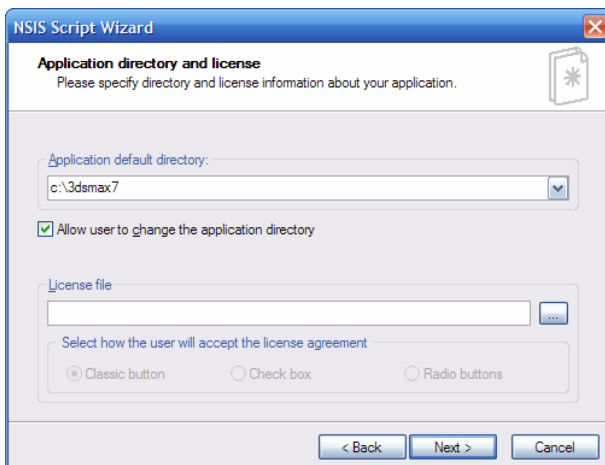 NSIS Script Wizard
Application directory and license
Please specify directory and license information about your application.
Application default directory:
c:\3dsmax7
Allow user to change the application directory
License file
...
Select how the user will accept the license agreement
Classic button Check box Radio buttons
< Back Next > Cancel